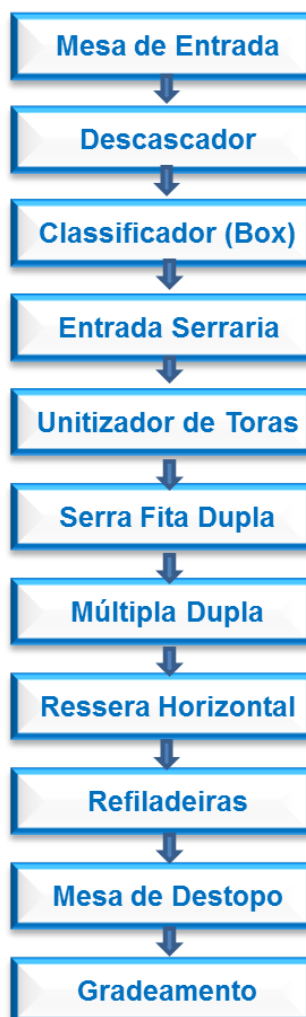 Mesa de Entrada
Descascador
Classificador (Box)
Entrada Serraria
Unitizador de Toras
Serra Fita Dupla
Múltipla Dupla
Ressera Horizontal
Refiladeiras
Mesa de Destopo
Gradeamento